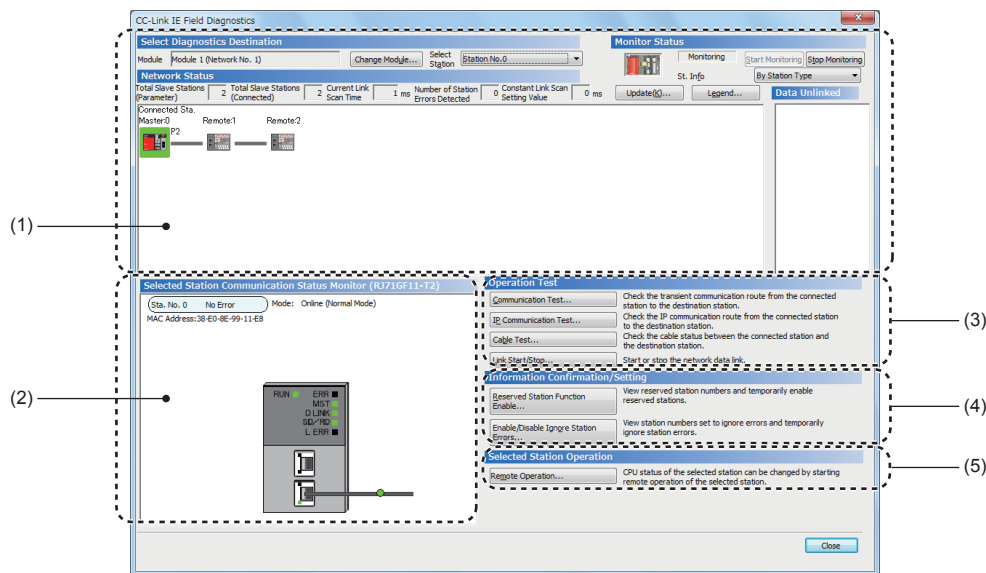 CC-Link IE Field Diagnostics
Select Diagnostics Destination
Module Module 1 (Network No. 1) Change Module... Select Station Station No.0
Monitor Status
Monitoring Start Monitoring Stop Monitoring
St. Info By Station Type
Update(K)... Legend...
Data Unlinked
Network Status
Total Slave Stations (Parameter) 2 Total Slave Stations (Connected) 2 Current Link Scan Time 1 ms Number of Station Errors Detected 0 Constant Link Scan Setting Value 0 ms
Connected Sta.
Master:0 Remote:1 Remote:2
P2
(1)
Selected Station Communication Status Monitor (RJ71GF11-T2)
Sta. No. 0 No Error Mode: Online (Normal Mode)
MAC Address:38-E0-8E-99-11-E8
(2)
RUN ERR
MST
D LINK
SD/RD
L ERR
Operation Test
Communication Test... Check the transient communication route from the connected
station to the destination station.
IP Communication Test... Check the IP communication route from the connected station
to the destination station.
Cable Test... Check the cable status between the connected station and
the destination station.
Link Start/Stop... Start or stop the network data link.
(3)
Information Confirmation/Setting
Reserved Station Function
Enable...
View reserved station numbers and temporarily enable
reserved stations.
Enable/Disable Ignore Station
Errors...
View station numbers set to ignore errors and temporarily
ignore station errors.
(4)
Selected Station Operation
Remote Operation... CPU status of the selected station can be changed by starting
remote operation of the selected station.
(5)
Close